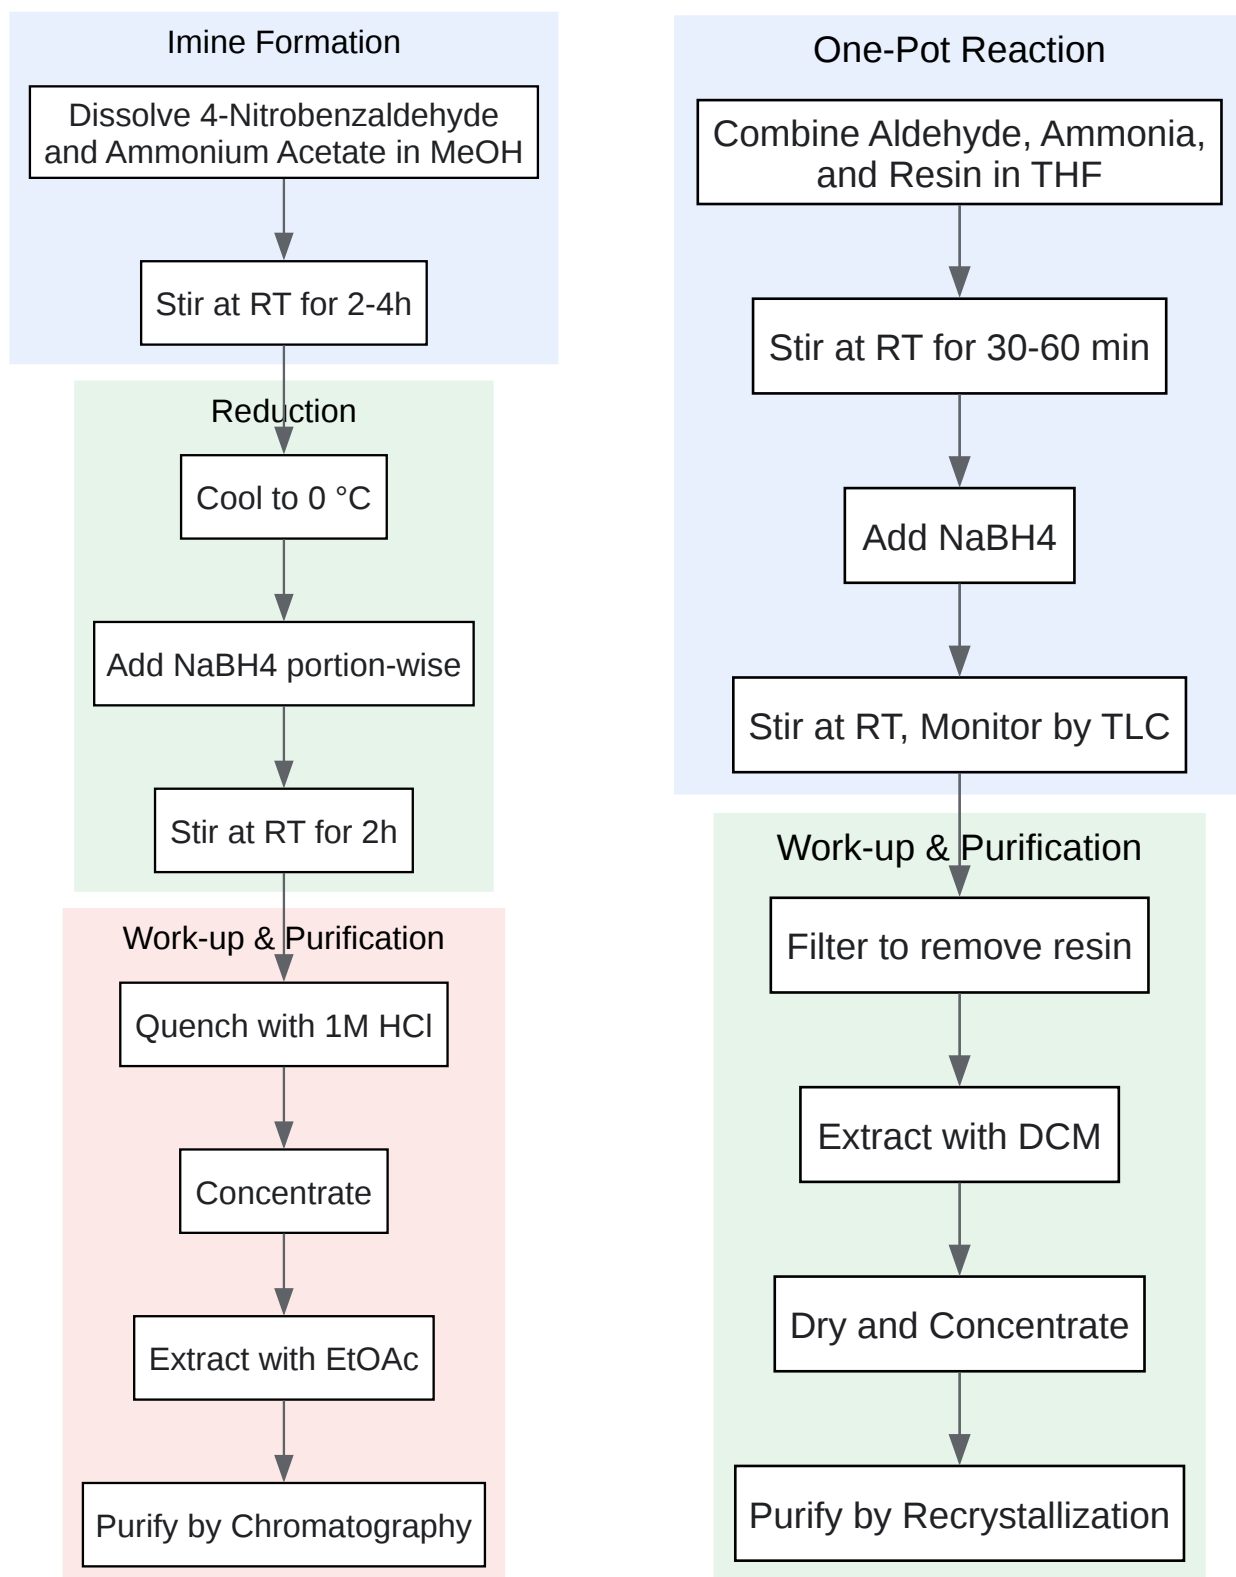 Imine Formation
Dissolve 4-Nitrobenzaldehyde
and Ammonium Acetate in MeOH
Stir at RT for 2-4h
Reduction
Cool to 0 °C
Add NaBH4 portion-wise
Stir at RT for 2h
Work-up & Purification
Quench with 1M HCl
Concentrate
Extract with EtOAc
Purify by Chromatography
One-Pot Reaction
Combine Aldehyde, Ammonia,
and Resin in THF
Stir at RT for 30-60 min
Add NaBH4
Stir at RT, Monitor by TLC
Work-up & Purification
Filter to remove resin
Extract with DCM
Dry and Concentrate
Purify by Recrystallization